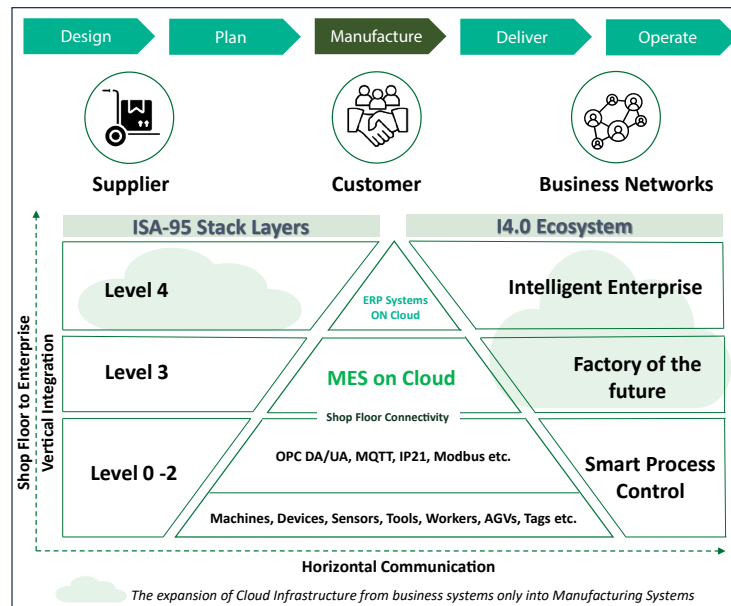 Design
Plan
Manufacture
Deliver
Operate
Supplier
Customer
Business Networks
ISA-95 Stack Layers
I4.0 Ecosystem
Level 4
ERP Systems
ON Cloud
Intelligent Enterprise
Level 3
MES on Cloud
Factory of the
future
Shop Floor Connectivity
Level 0 -2
OPC DA/UA, MQTT, IP21, Modbus etc.
Smart Process
Control
Machines, Devices, Sensors, Tools, Workers, AGVs, Tags etc.
Shop Floor to Enterprise
Vertical Integration
Horizontal Communication
The expansion of Cloud Infrastructure from business systems only into Manufacturing Systems